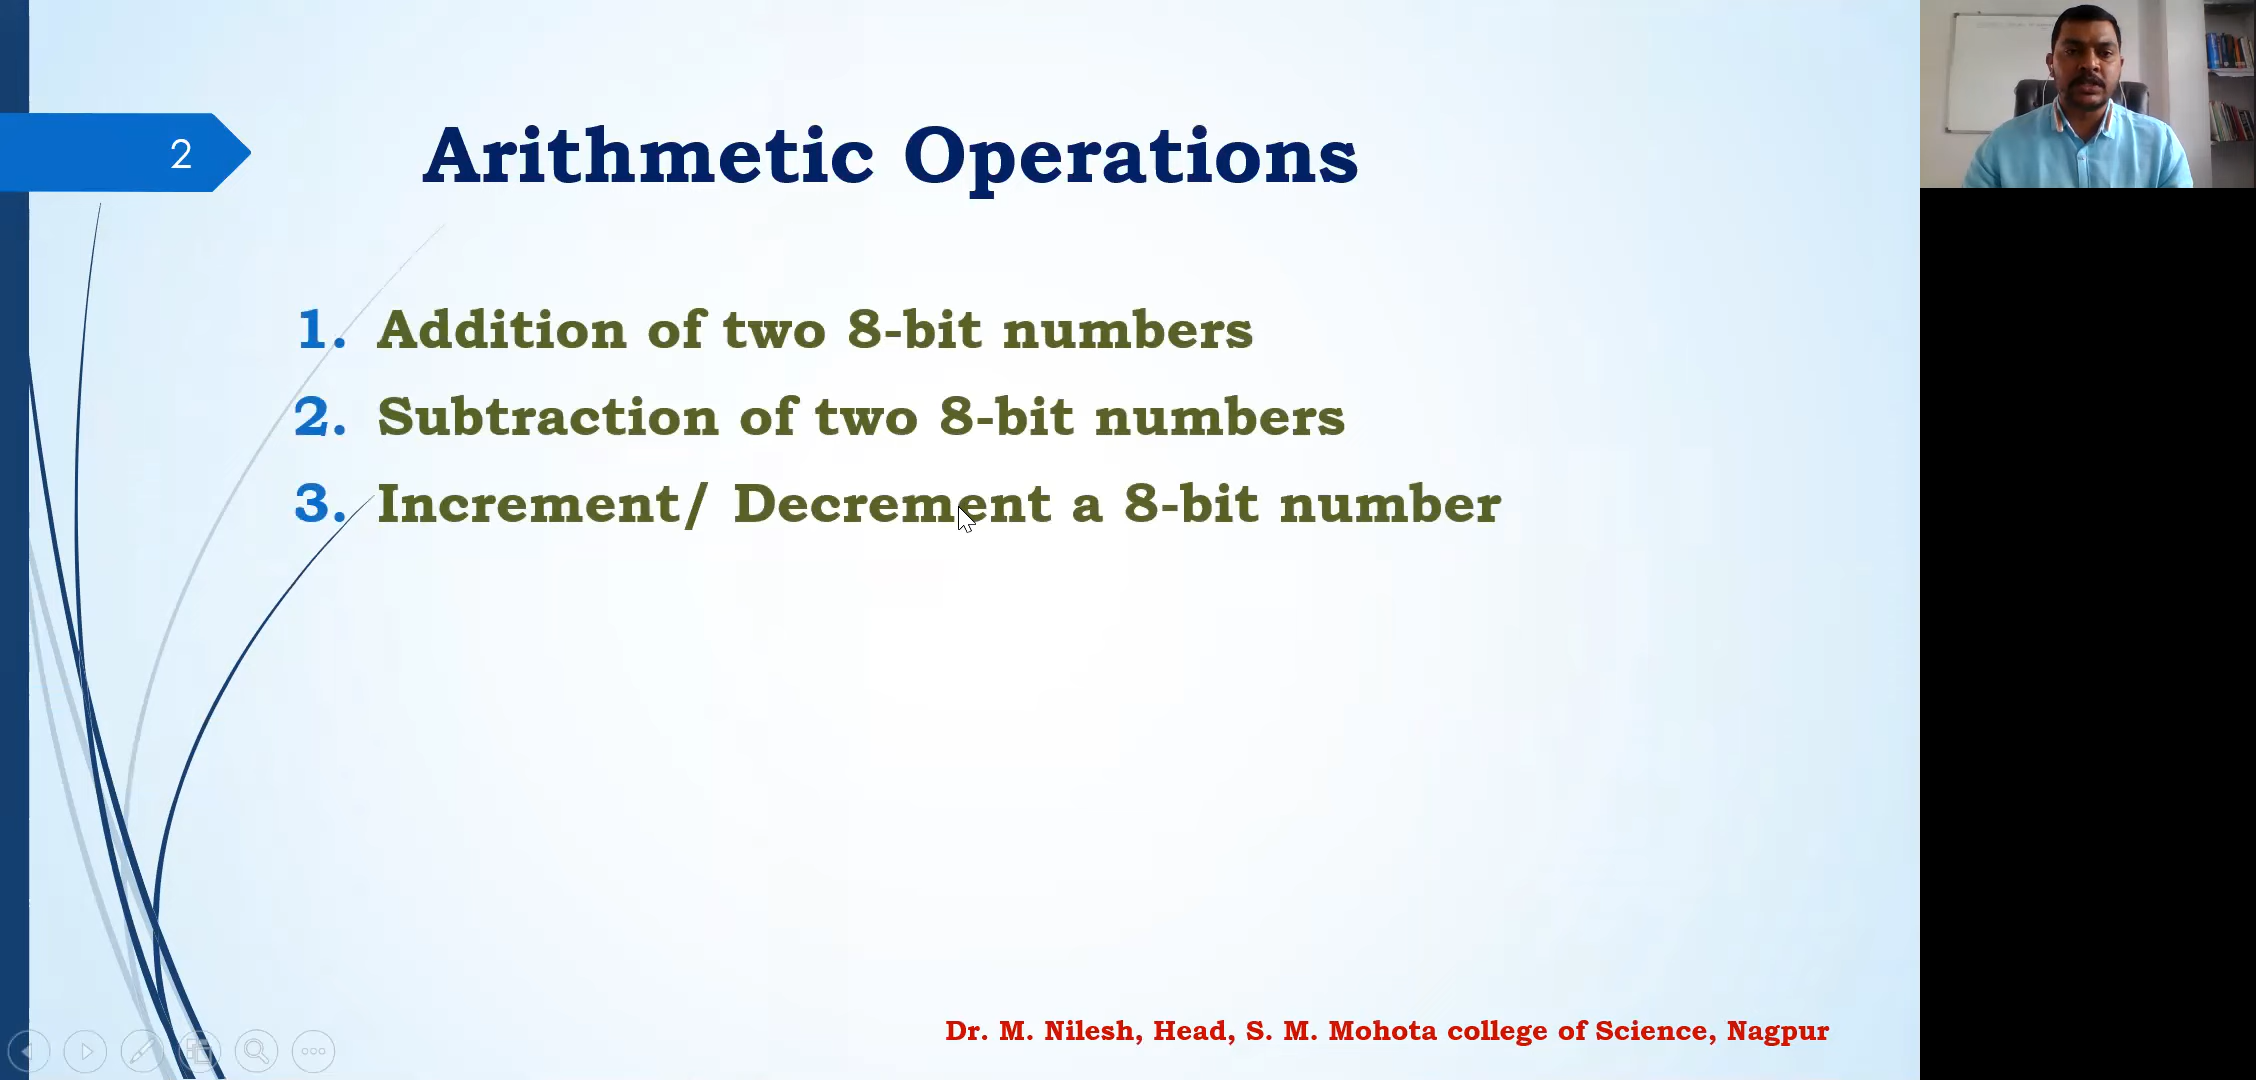 2
Arithmetic Operations
1. Addition of two 8-bit numbers
2. Subtraction of two 8-bit numbers
3. Increment/ Decrement a 8-bit number
Dr. M. Nilesh, Head, S. M. Mohota college of Science, Nagpur